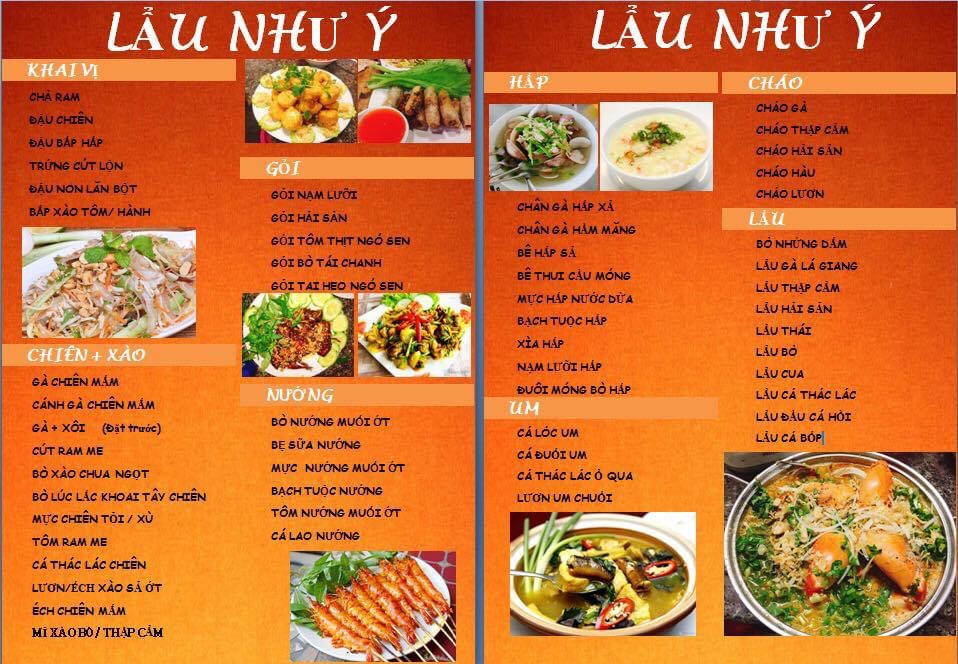 LẨU NHƯ Ý
KHAI VỊ
CHẢ RAM
ĐẬU CHIÊN
ĐẬU BẮP HẤP
TRỨNG CÚT LỘN
ĐẬU NON LĂN BỘT
BẮP XÀO TÔM/ HÀNH
CHIÊN + XÀO
GÀ CHIÊN MẮM
CÁNH GÀ CHIÊN MẮM
GÀ + XÔI (Đặt trước)
CÚT RAM ME
BÒ XÀO CHUA NGỌT
BÒ LÚC LẮC KHOAI TÂY CHIÊN
MỰC CHIÊN TỎI / XÙ
TÔM RAM ME
CÁ THÁC LÁC CHIÊN
LƯƠN/ẾCH XÀO SẢ ỚT
ẾCH CHIÊN MẮM
MÌ XÀO BÒ / THẬP CẨM
GỎI
GỎI NẠM LƯỠI
GỎI HẢI SẢN
GỎI TÔM THỊT NGÓ SEN
GỎI BÒ TÁI CHANH
GỎI TAI HEO NGÓ SEN
NƯỚNG
BÒ NƯỚNG MUỐI ỚT
BẸ SỮA NƯỚNG
MỰC NƯỚNG MUỐI ỚT
BẠCH TUỘC NƯỚNG
TÔM NƯỚNG MUỐI ỚT
CÁ LAO NƯỚNG
LẨU NHƯ Ý
HẤP
CHÂN GÀ HẤP XẢ
CHÂN GÀ HẦM MĂNG
BÊ HẤP SẢ
BÊ THUI CẦU MÓNG
MỰC HẤP NƯỚC DỪA
BẠCH TUỘC HẤP
XÌA HẤP
NẠM LƯỠI HẤP
ĐUÔI MÓNG BÒ HẤP
UM
CÁ LÓC UM
CÁ ĐUỐI UM
CÁ THÁC LÁC Ổ QUA
LƯƠN UM CHUỐI
CHÁO
CHÁO GÀ
CHÁO THẬP CẨM
CHÁO HẢI SẢN
CHÁO HÀU
CHÁO LƯƠN
LẨU
BÒ NHÚNG DẤM
LẨU GÀ LÁ GIANG
LẨU THẬP CẨM
LẨU HẢI SẢN
LẨU THÁI
LẨU BÒ
LẨU CUA
LẨU CÁ THÁC LÁC
LẨU ĐẦU CÁ HỒI
LẨU CÁ BÓP